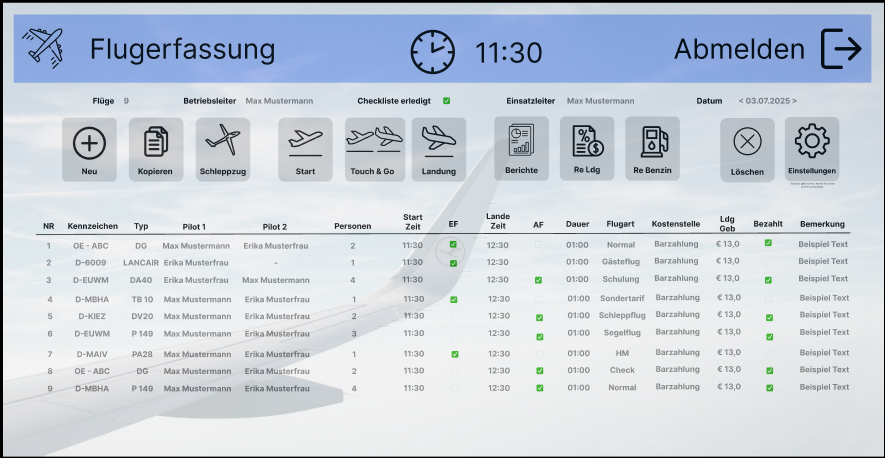 Flugerfassung 11:30 Abmelden
Flüge 9 Betriebsleiter Max Mustermann Checkliste erledigt Einsatzleiter Max Mustermann Datum < 03.07.2025 >
Neu Kopieren Schleppzug Start Touch & Go Landung Berichte Re Ldg Re Benzin Löschen Einstellungen
NR Kennzeichen Typ Pilot 1 Pilot 2 Personen Start Zeit EF Lande Zeit AF Dauer Flugart Kostenstelle Ldg Geb Bezahlt Bemerkung
1 OE - ABC DG Max Mustermann Erika Musterfrau 2 11:30 12:30 01:00 Normal Barzahlung € 13,0 Beispiel Text
2 D-6009 LANCAIR Erika Musterfrau - 1 11:30 12:30 01:00 Gästeflug Barzahlung € 13,0 Beispiel Text
3 D-EUWM DA40 Erika Musterfrau Max Mustermann 4 11:30 12:30 01:00 Schulung Barzahlung € 13,0 Beispiel Text
4 D-MBHA TB 10 Max Mustermann Erika Musterfrau 1 11:30 12:30 01:00 Sondertarif Barzahlung € 13,0 Beispiel Text
5 D-KIEZ DV20 Max Mustermann Erika Musterfrau 2 11:30 12:30 01:00 Schleppflug Barzahlung € 13,0 Beispiel Text
6 D-EUWM P 149 Max Mustermann Erika Musterfrau 3 11:30 12:30 01:00 Segelflug Barzahlung € 13,0 Beispiel Text
7 D-MAIV PA28 Max Mustermann Erika Musterfrau 1 11:30 12:30 01:00 HM Barzahlung € 13,0 Beispiel Text
8 OE - ABC DG Max Mustermann Erika Musterfrau 2 11:30 12:30 01:00 Check Barzahlung € 13,0 Beispiel Text
9 D-MBHA P 149 Max Mustermann Erika Musterfrau 4 11:30 12:30 01:00 Normal Barzahlung € 13,0 Beispiel Text